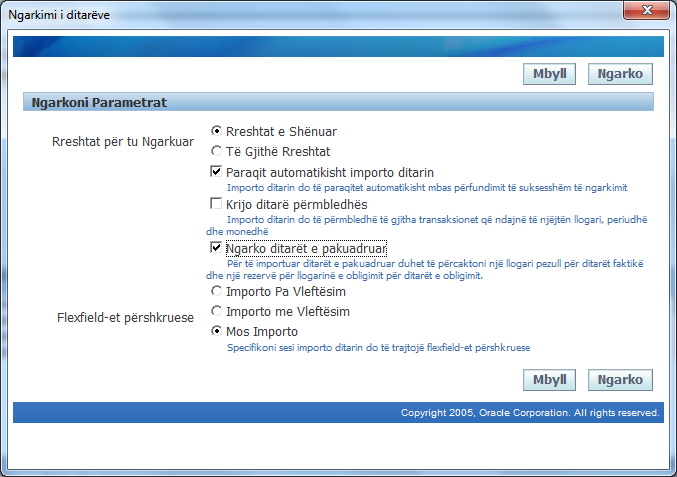 Ngarkimi i ditarëve
Mbyll Ngarko
Ngarkoni Parametrat
Rreshtat për tu Ngarkuar
Rreshtat e Shënuar
Të Gjithë Rreshtat
Paraqit automatikisht importo ditarin
Importo ditarin do të paraqitet automatikisht mbas përfundimit të suksesshëm të ngarkimit
Krijo ditarë përmbledhës
Importo ditarin do të përmbledhë të gjitha transaksionet që ndajnë të njëjtën llogari, periudhë
dhe monedhë
Ngarko ditarët e pakuadruar
Për të importuar ditarët e pakuadruar duhet të përcaktoni një llogari pezull për ditarët faktikë
dhe një rezervë për llogarinë e obligimit për ditarët e obligimit.
Flexfield-et përshkruese
Importo Pa Vleftësim
Importo me Vleftësim
Mos Importo
Specifikoni sesi importo ditarin do të trajtojë flexfield-et përshkruese
Mbyll Ngarko
Copyright 2005, Oracle Corporation. All rights reserved.